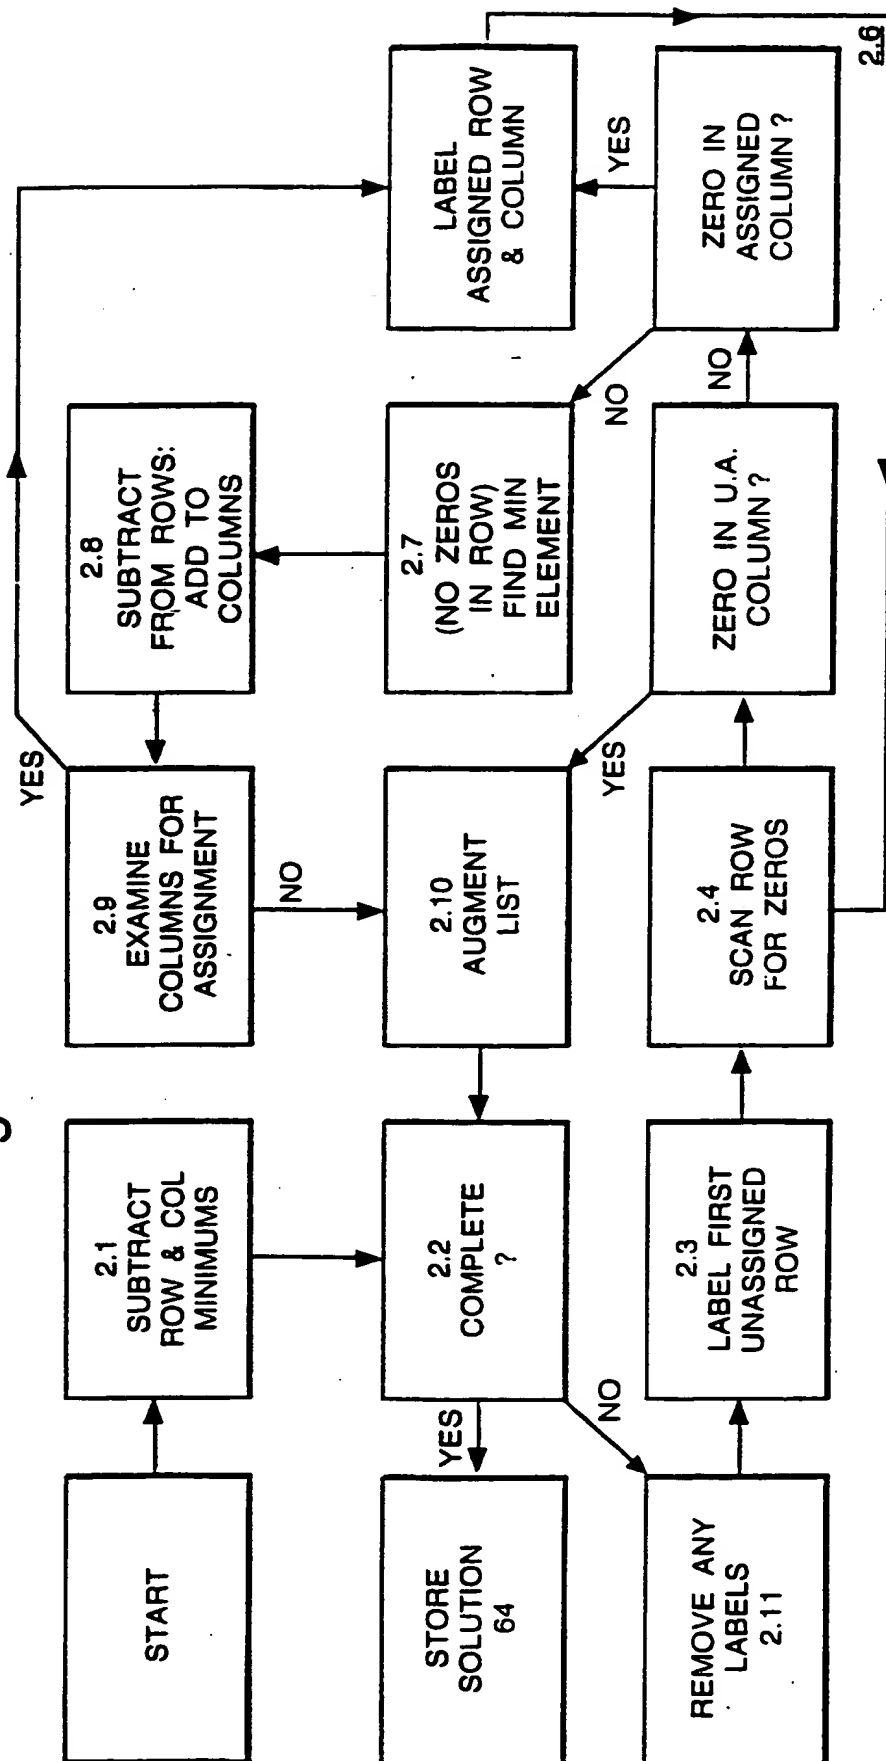 START
2.1
SUBTRACT
ROW & COL
MINIMUMS
2.9
EXAMINE
COLUMNS FOR
ASSIGNMENT
YES
NO
2.8
SUBTRACT
FROM ROWS:
ADD TO
COLUMNS
STORE
SOLUTION
64
YES
2.2
COMPLETE
?
NO
2.10
AUGMENT
LIST
YES
2.7
(NO ZEROS
IN ROW)
FIND MIN
ELEMENT
NO
LABEL
ASSIGNED ROW
& COLUMN
YES
REMOVE ANY
LABELS
2.11
2.3
LABEL FIRST
UNASSIGNED
ROW
2.4
SCAN ROW
FOR ZEROS
ZERO IN U.A.
COLUMN?
NO
ZERO IN
ASSIGNED
COLUMN?
2.6